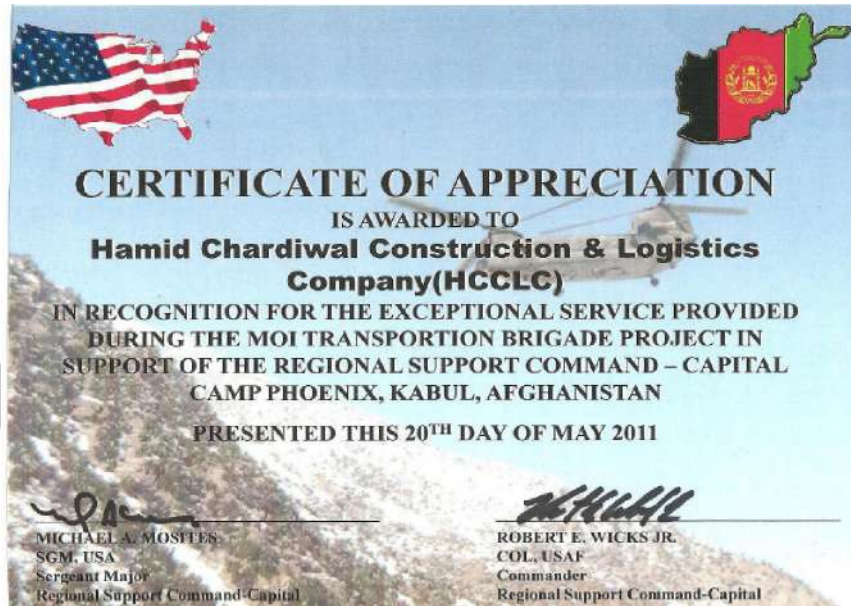 CERTIFICATE OF APPRECIATION
IS AWARDED TO
Hamid Chardiwal Construction & Logistics
Company(HCCLC)
IN RECOGNITION FOR THE EXCEPTIONAL SERVICE PROVIDED
DURING THE MOI TRANSPORTION BRIGADE PROJECT IN
SUPPORT OF THE REGIONAL SUPPORT COMMAND – CAPITAL
CAMP PHOENIX, KABUL, AFGHANISTAN
PRESENTED THIS 20TH DAY OF MAY 2011
MICHAEL A. MOSITES
SGM, USA
Sergeant Major
Regional Support Command-Capital
ROBERT E. WICKS JR.
COL, USAF
Commander
Regional Support Command-Capital